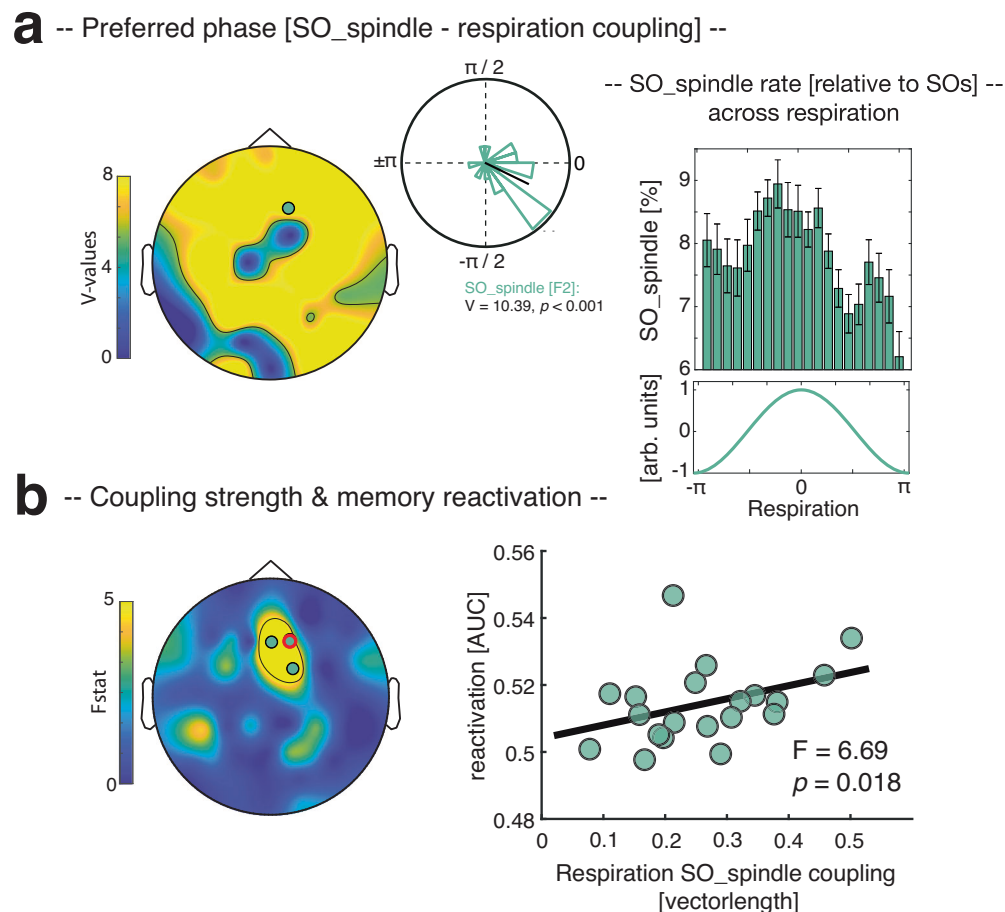 a -- Preferred phase [SO_spindle - respiration coupling] --
π / 2
±π
0
-π / 2
SO_spindle [F2]:
V = 10.39, p < 0.001
8
4
0
V-values
-- SO_spindle rate [relative to SOs] --
across respiration
9
8
7
6
SO_spindle [%]
1
0
-1
[arb. units]
-π
0
π
Respiration
b -- Coupling strength & memory reactivation --
5
0
Fstat
0.56
0.54
0.52
0.5
0.48
reactivation [AUC]
F = 6.69
p = 0.018
0
0.1
0.2
0.3
0.4
0.5
Respiration SO_spindle coupling
[vectorlength]